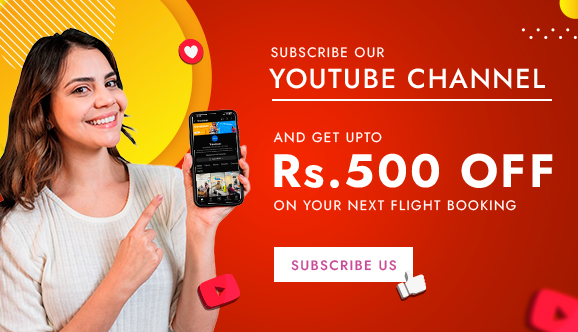 SUBSCRIBE OUR
YOUTUBE CHANNEL
AND GET UPTO
Rs.500 OFF
ON YOUR NEXT FLIGHT BOOKING
SUBSCRIBE US